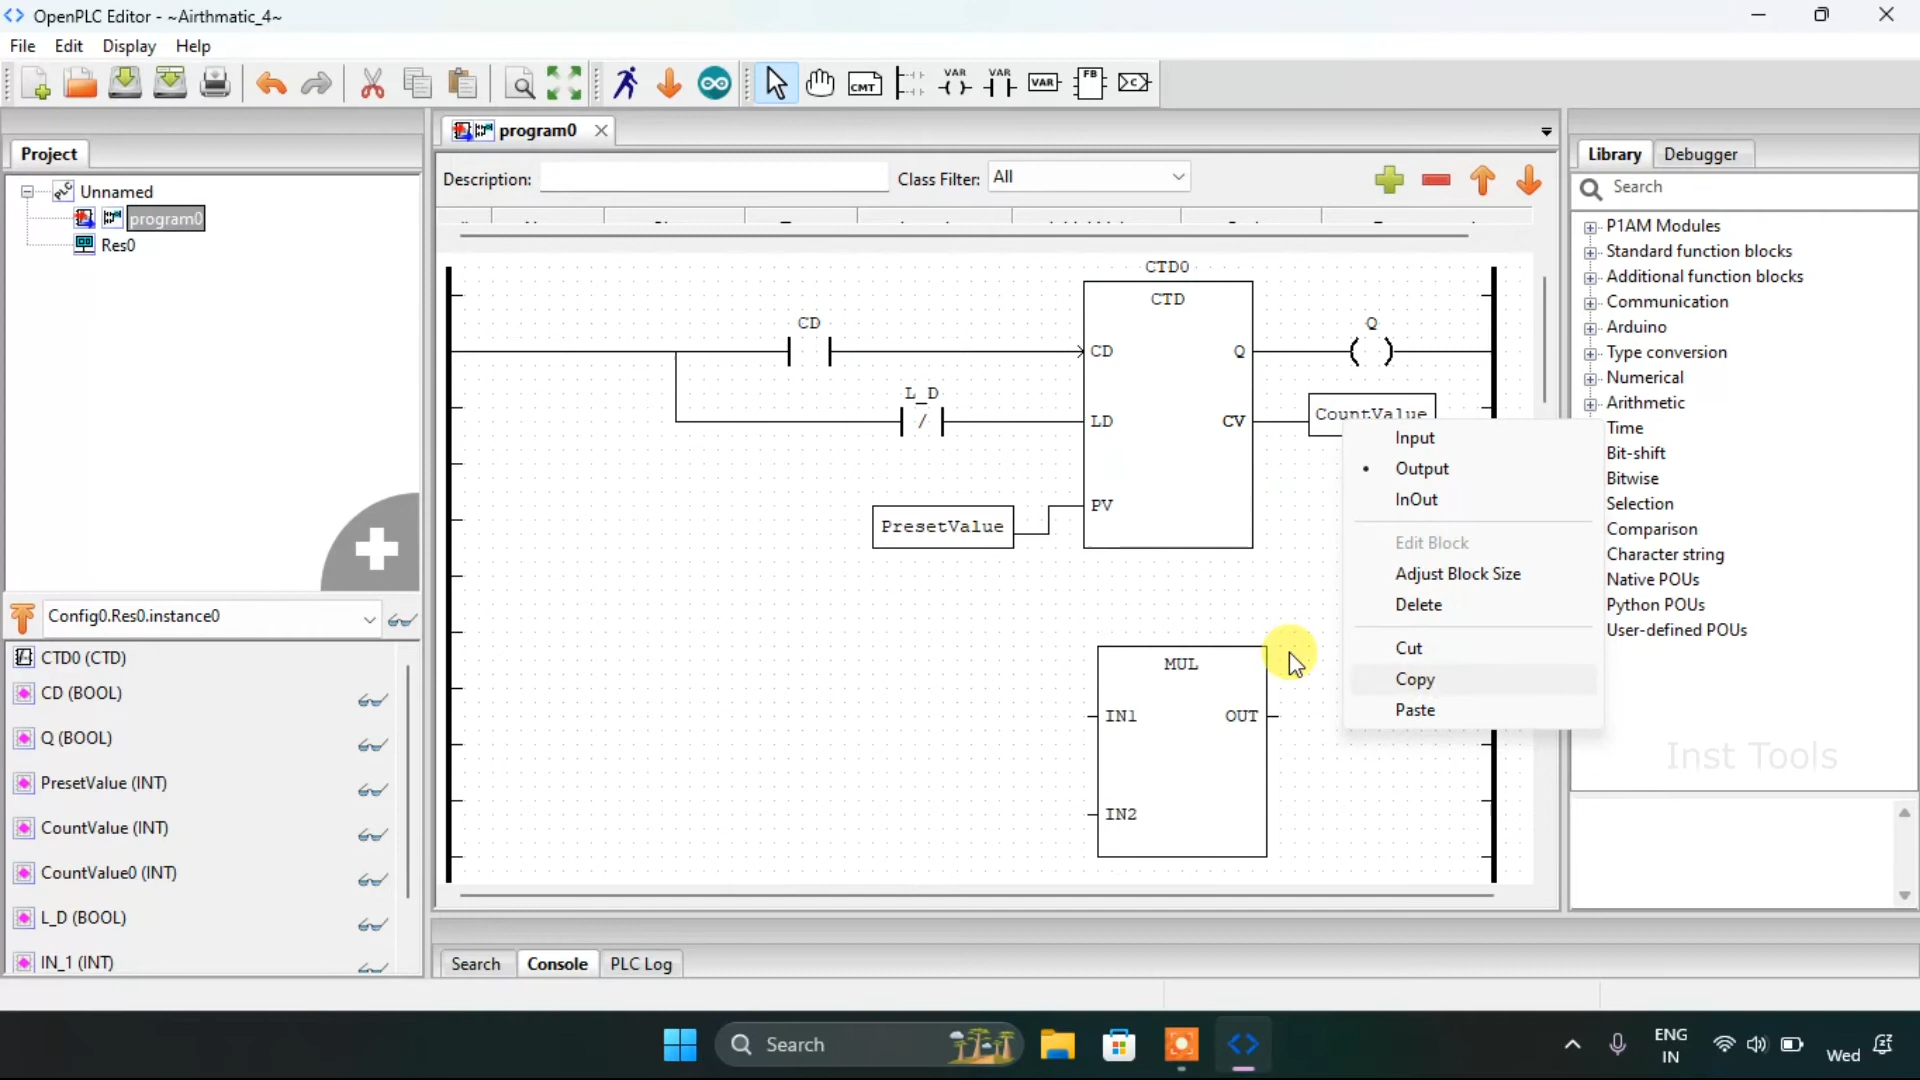 OpenPLC Editor - ~Airthmatic_4~
File Edit Display Help
CMT VAR VAR VAR FB
Project
program0
Library Debugger
Description: Class Filter: All
Search
Unnamed
program0
Res0
P1AM Modules
Standard function blocks
Additional function blocks
Communication
Arduino
Type conversion
Numerical
Arithmetic
Time
Bit-shift
Bitwise
Selection
Comparison
Character string
Native POUs
Python POUs
User-defined POUs
CTD0
CTD
CD
CD Q
Q
L_D
LD CV
CountValue
PresetValue
PV
MUL
IN1 OUT
IN2
Input
Output
InOut
Edit Block
Adjust Block Size
Delete
Cut
Copy
Paste
Inst Tools
Config0.Res0.instance0
CTD0 (CTD)
CD (BOOL)
Q (BOOL)
PresetValue (INT)
CountValue (INT)
CountValue0 (INT)
L_D (BOOL)
IN_1 (INT)
Search Console PLC Log
Search
ENG
IN
Wed